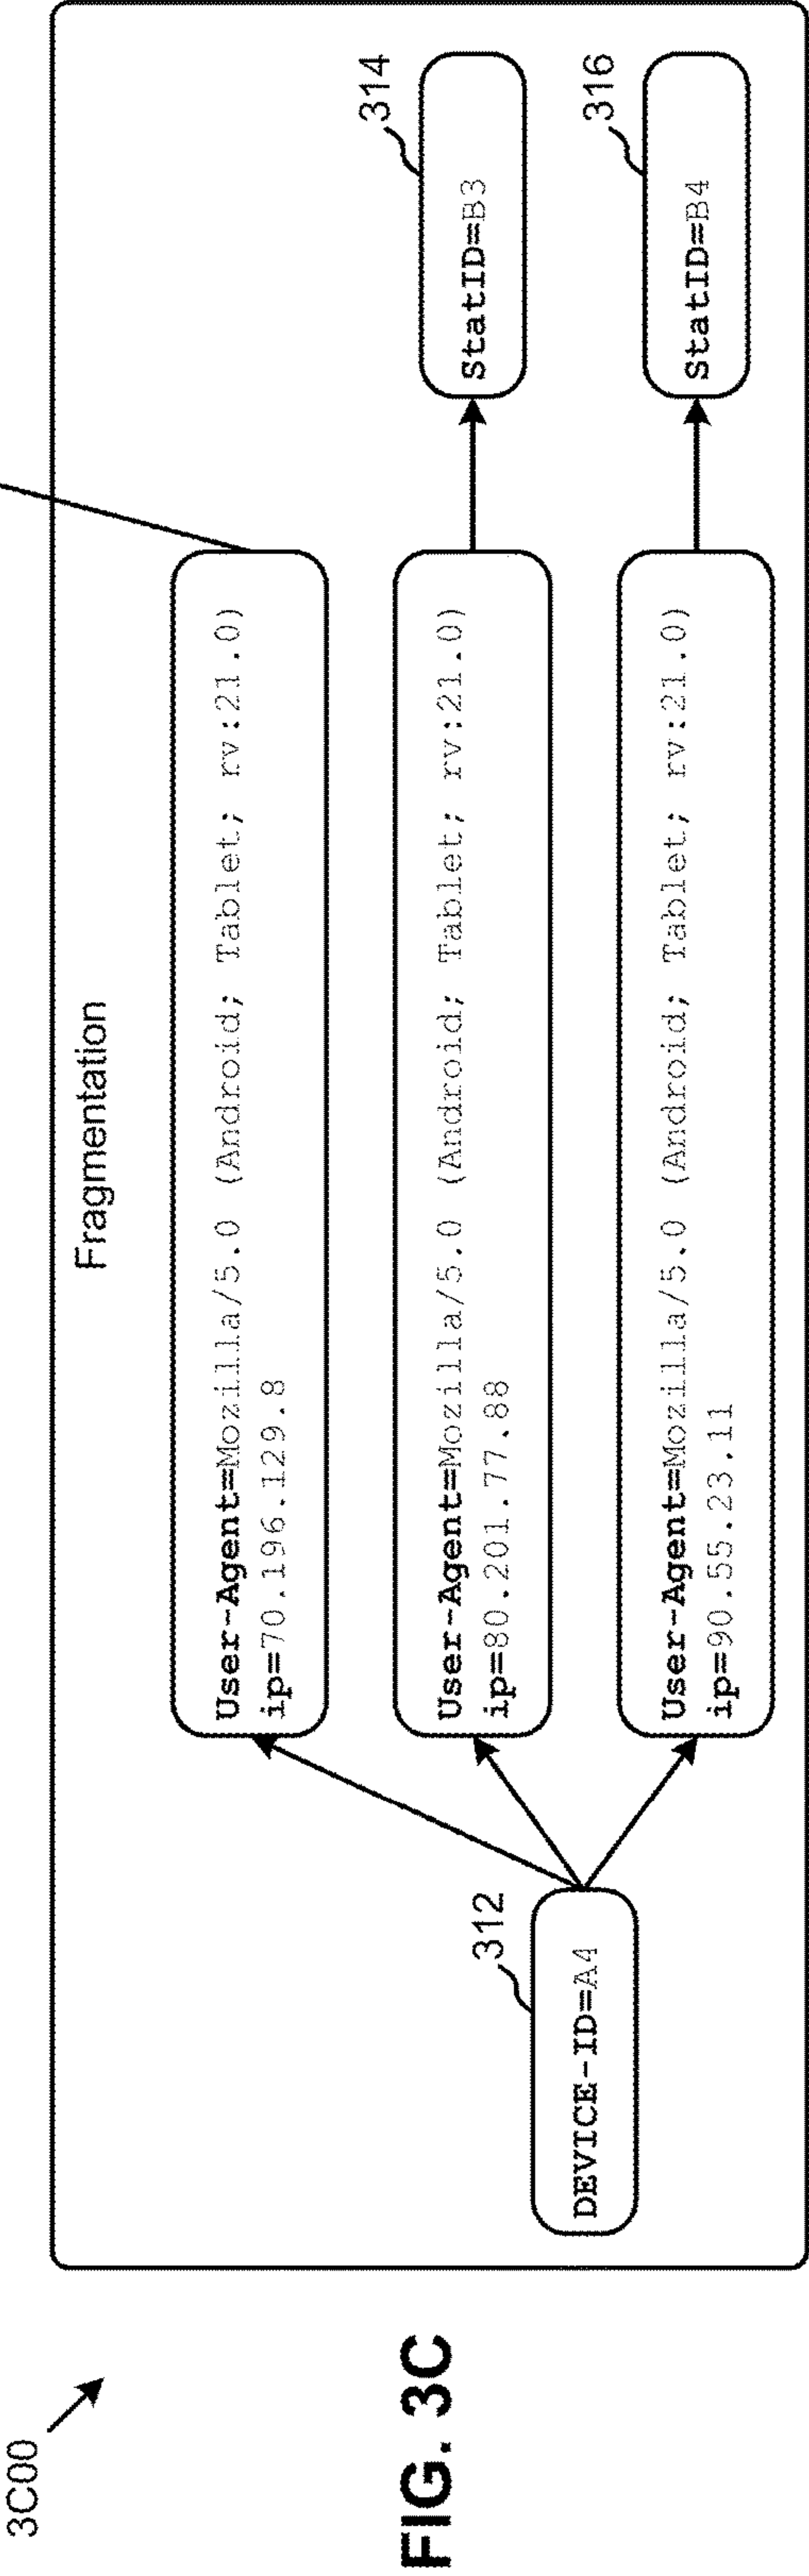 3C00
Fragmentation
314
316
312
DEVICE-ID=A4
User-Agent=Mozilla/5.0 (Android; Tablet; rv:21.0)
ip=70.196.129.8
User-Agent=Mozilla/5.0 (Android; Tablet; rv:21.0)
ip=80.201.77.88
StatID=B3
User-Agent=Mozilla/5.0 (Android; Tablet; rv:21.0)
ip=90.55.23.11
StatID=B4
FIG. 3C